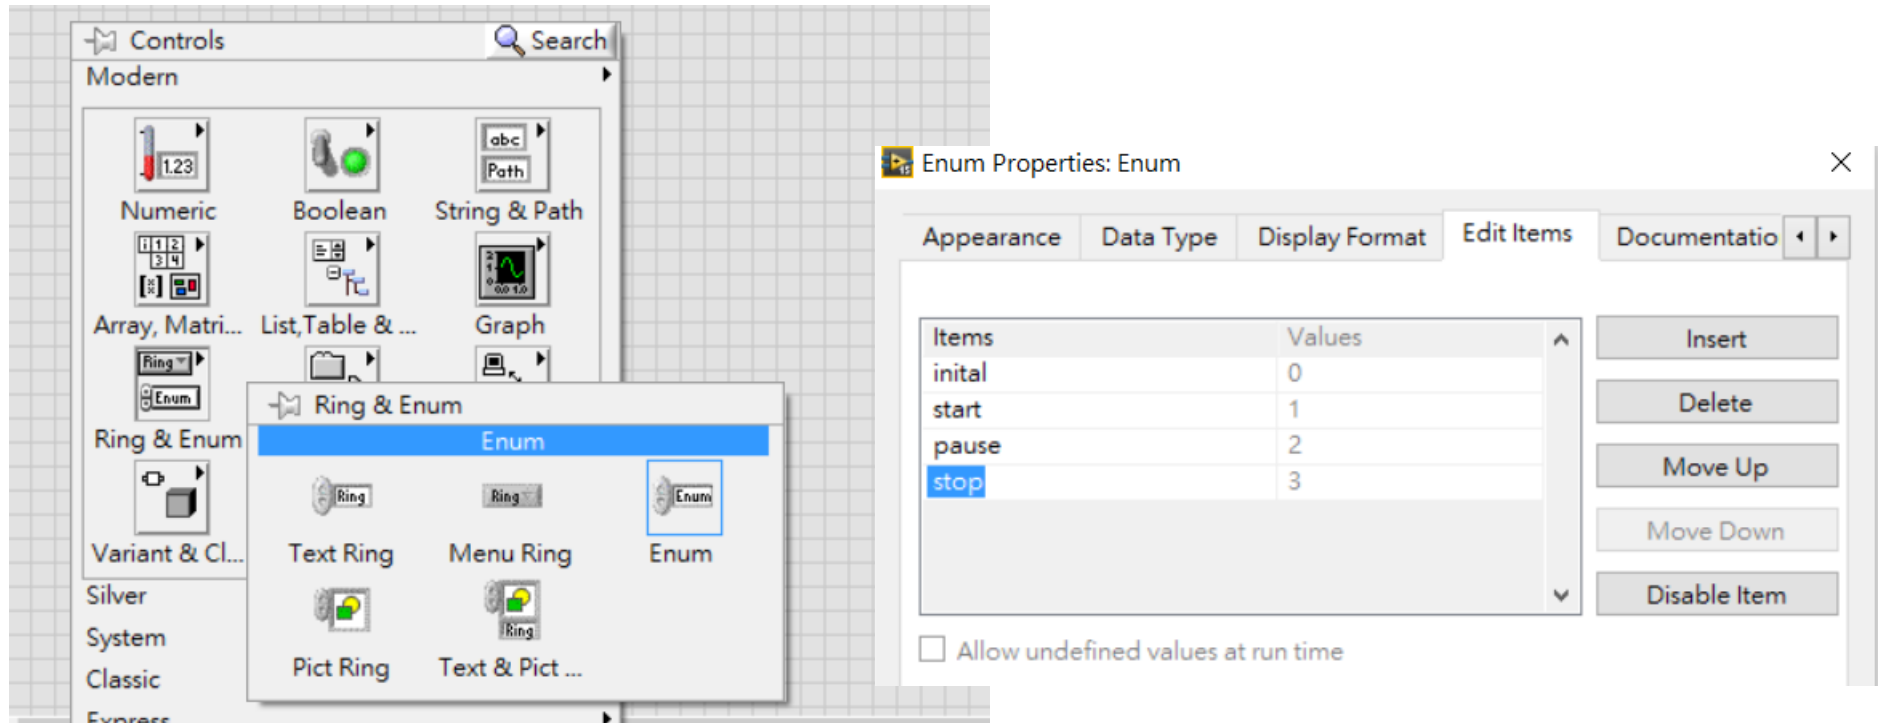 Controls
Search
Modern
1.23
abc
Path
Numeric
Boolean
String & Path
Array, Matri...
List,Table & ...
Graph
Ring
Enum
Ring & Enum
Variant & Cl...
Ring & Enum
Enum
Ring
Ring
Enum
Text Ring
Menu Ring
Enum
Ring
Pict Ring
Text & Pict ...
Silver
System
Classic
Express
Enum Properties: Enum
Appearance
Data Type
Display Format
Edit Items
Documentatio
Items Values
inital 0
start 1
pause 2
stop 3
Insert
Delete
Move Up
Move Down
Disable Item
Allow undefined values at run time